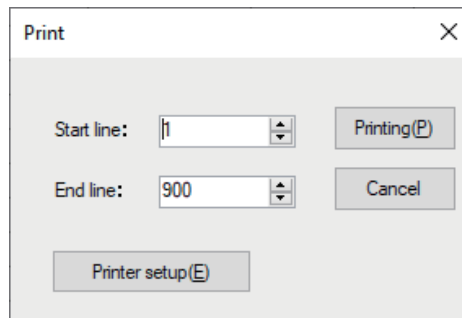 Print
Start line: 1 Printing(P)
End line: 900 Cancel
Printer setup(E)